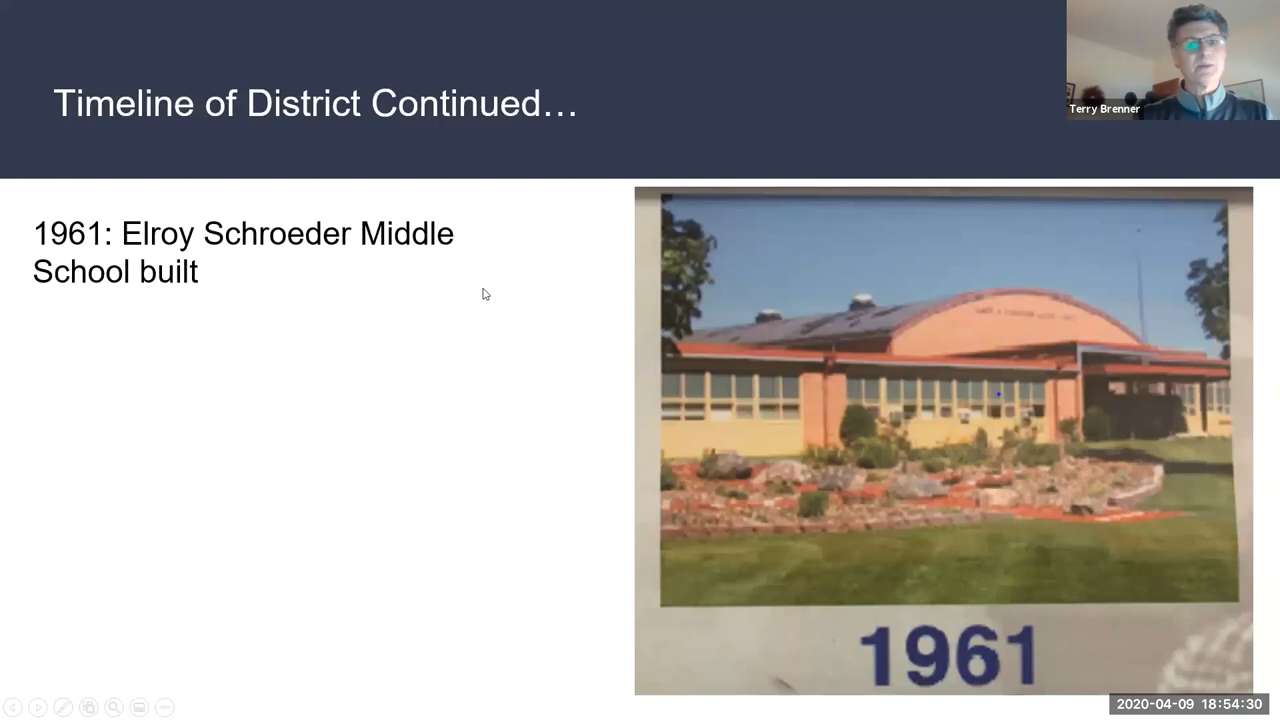 Timeline of District Continued…
Terry Brenner
1961: Elroy Schroeder Middle
School built
1961
2020-04-09 18:54:30